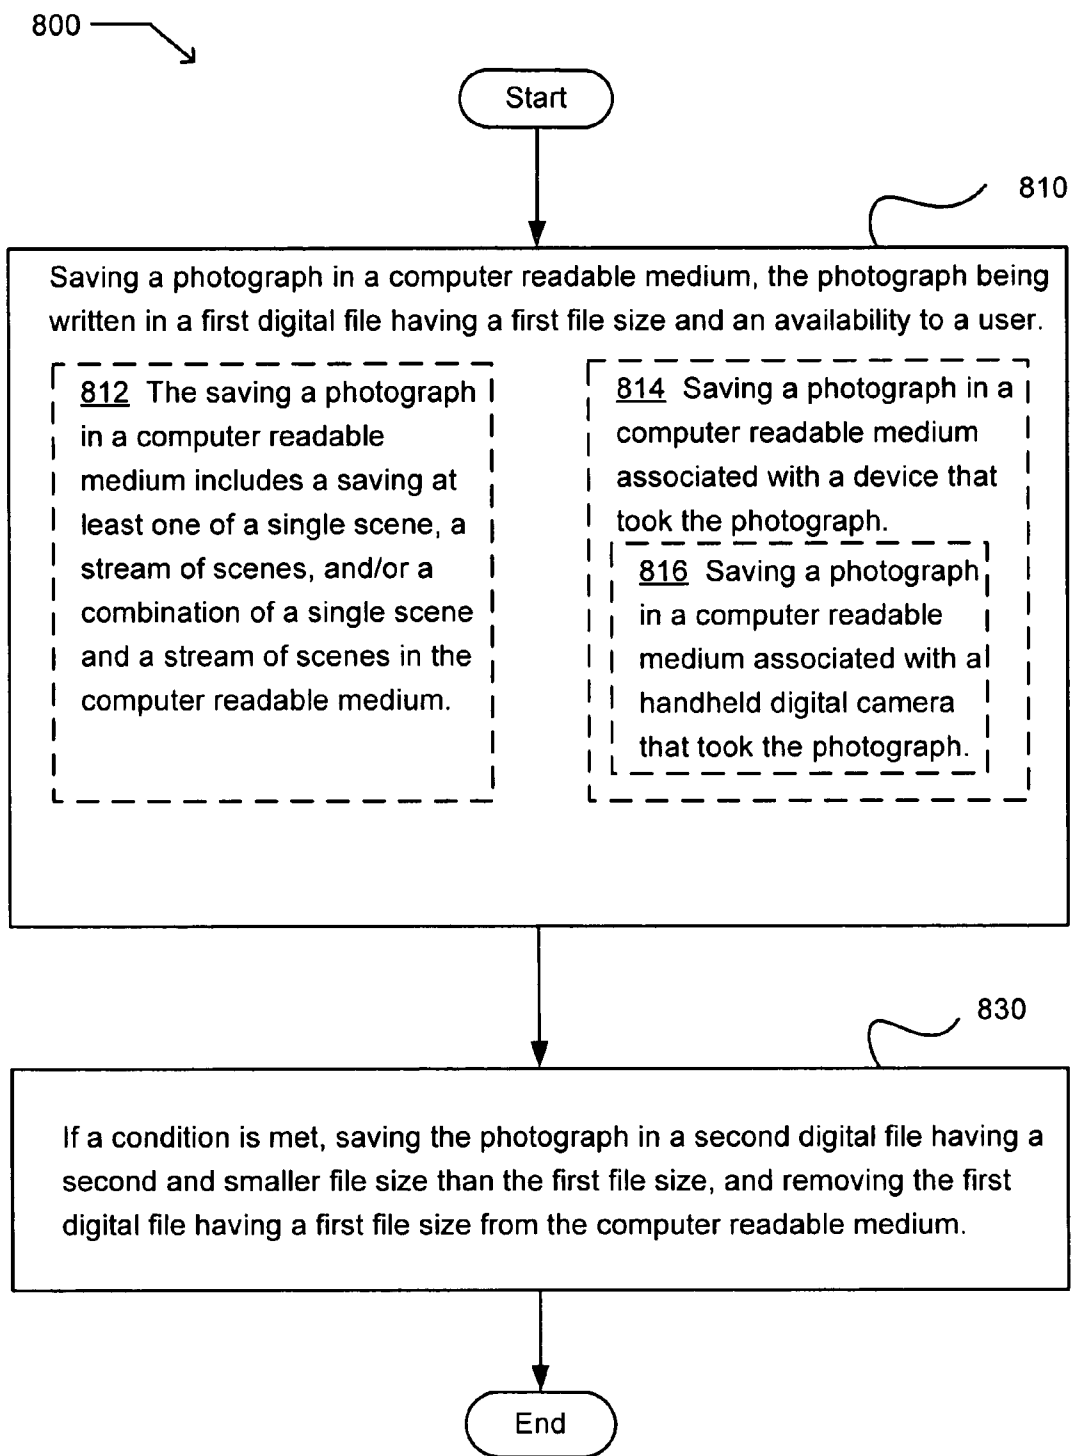 800
Start
810
Saving a photograph in a computer readable medium, the photograph being
written in a first digital file having a first file size and an availability to a user.
812 The saving a photograph
in a computer readable
medium includes a saving at
least one of a single scene, a
stream of scenes, and/or a
combination of a single scene
and a stream of scenes in the
computer readable medium.
814 Saving a photograph in a
computer readable medium
associated with a device that
took the photograph.
816 Saving a photograph
in a computer readable
medium associated with a
handheld digital camera
that took the photograph.
830
If a condition is met, saving the photograph in a second digital file having a
second and smaller file size than the first file size, and removing the first
digital file having a first file size from the computer readable medium.
End